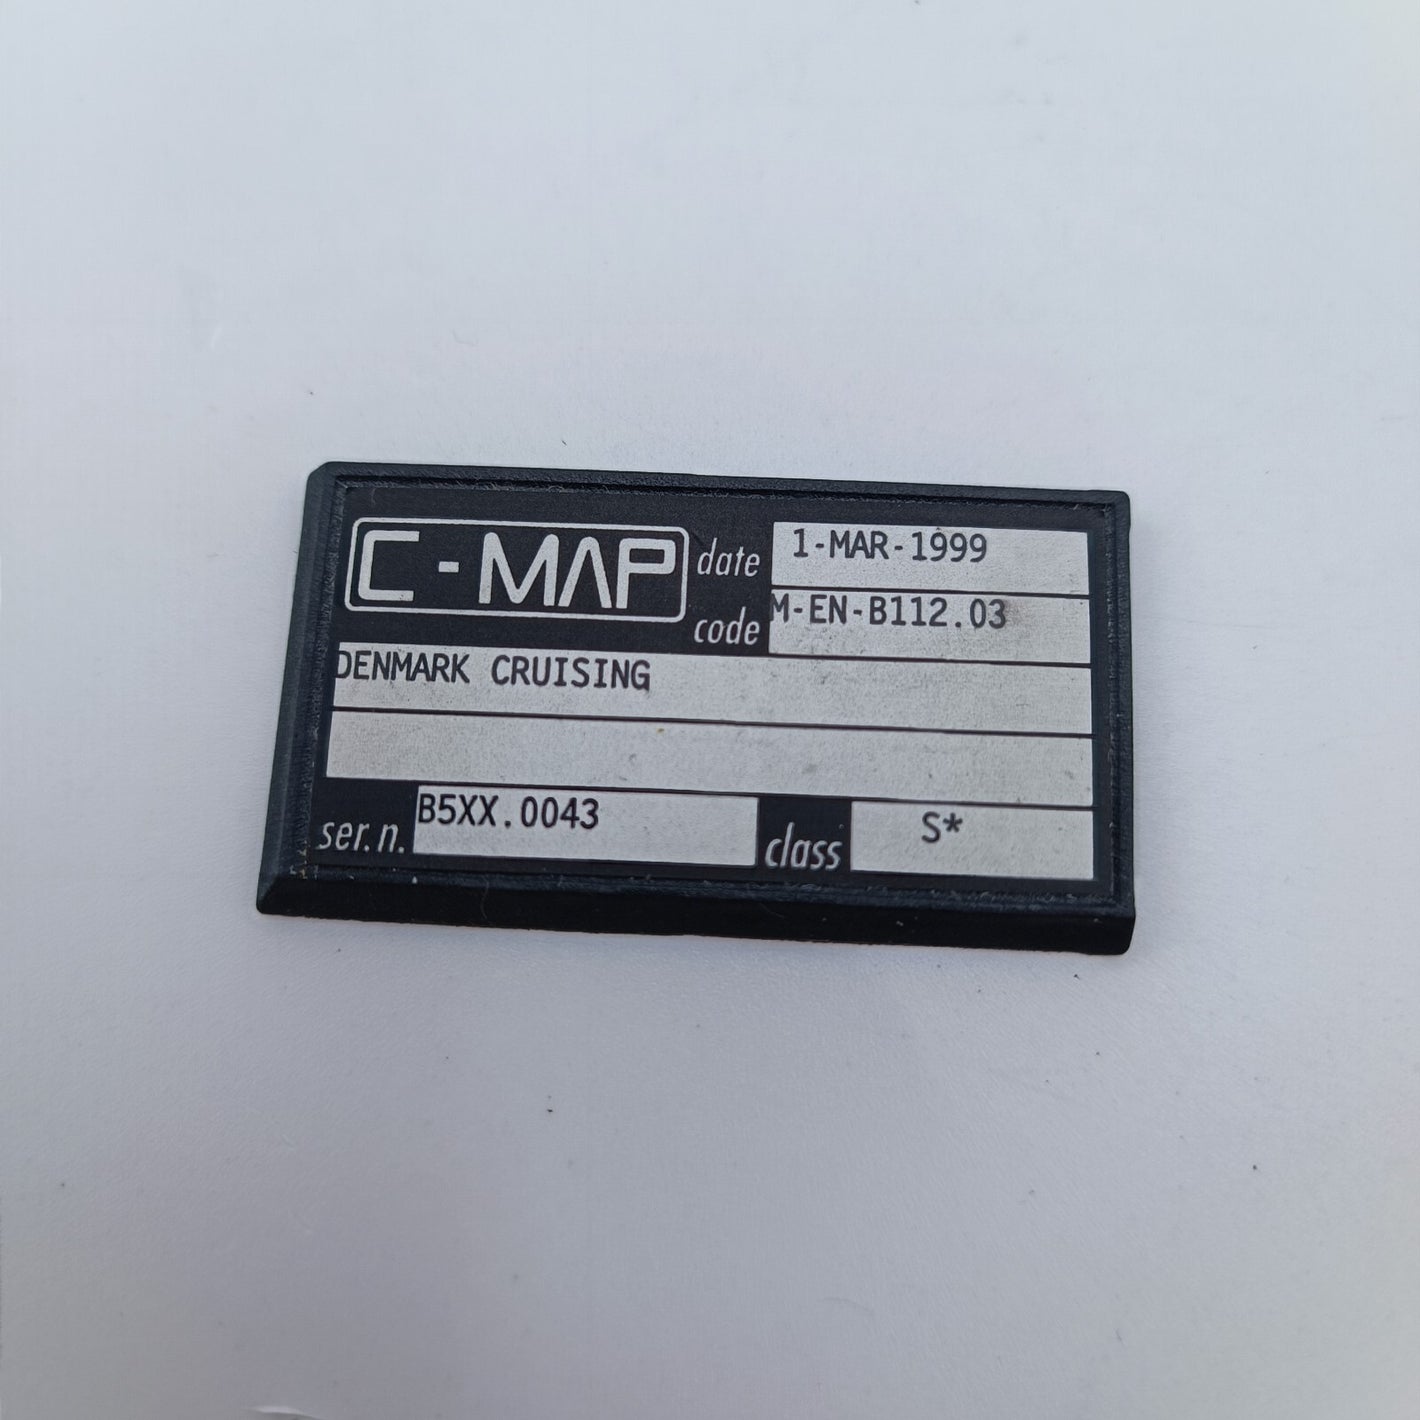 C-MAP date 1-MAR-1999
code M-EN-B112.03
DENMARK CRUISING
ser.n. B5XX.0043 class S*